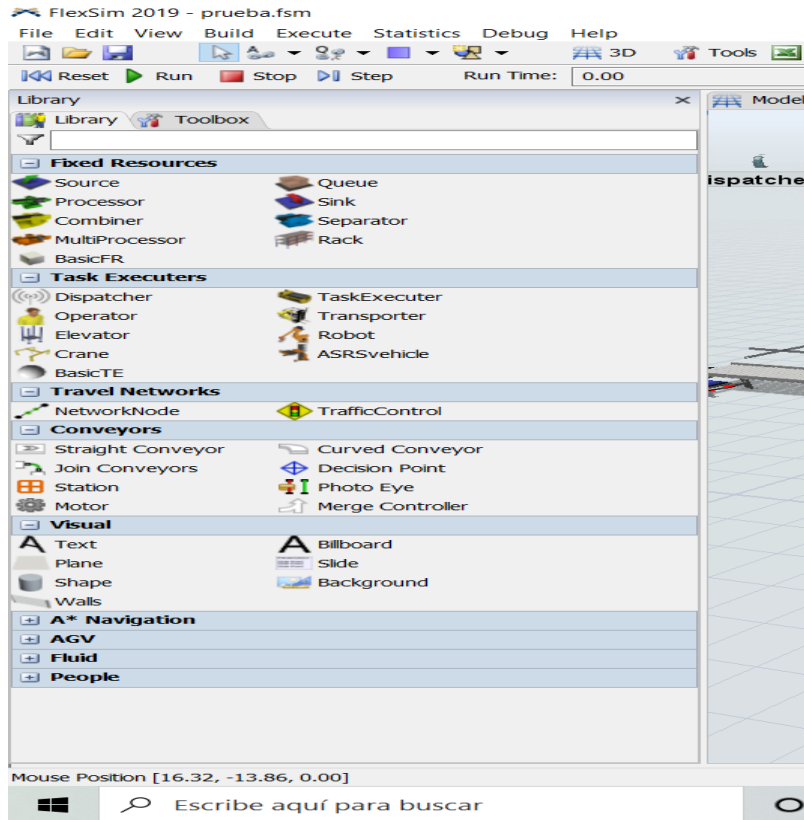 FlexSim 2019 - prueba.fsm
File Edit View Build Execute Statistics Debug Help
3D Tools
Reset Run Stop Step Run Time: 0.00
Library
Model
Library Toolbox
Fixed Resources
ispatche
Source Queue
Processor Sink
Combiner Separator
MultiProcessor Rack
BasicFR
Task Executers
Dispatcher TaskExecuter
Operator Transporter
Elevator Robot
Crane ASRSvehicle
BasicTE
Travel Networks
NetworkNode TrafficControl
Conveyors
Straight Conveyor Curved Conveyor
Join Conveyors Decision Point
Station Photo Eye
Motor Merge Controller
Visual
Text Billboard
Plane Slide
Shape Background
Walls
A* Navigation
AGV
Fluid
People
Mouse Position [16.32, -13.86, 0.00]
Escribe aquí para buscar